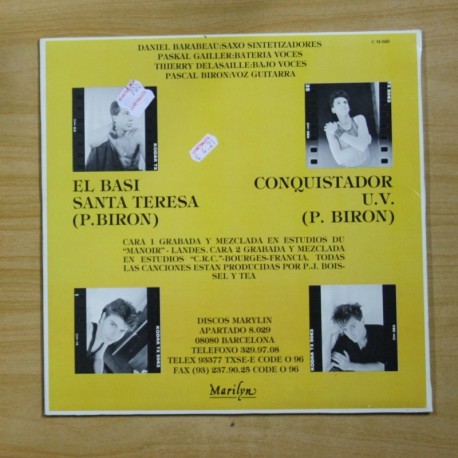 DANIEL BARABEAU:SAXO SINTETIZADORES
PASKAL GAILLER:BATERIA VOCES
THIERRY DELASAILLE:BAJO VOCES
PASCAL BIRON:VOZ GUITARRA
EL BASI
SANTA TERESA
(P.BIRON)
CONQUISTADOR
U.V.
(P. BIRON)
CARA 1 GRABADA Y MEZCLADA EN ESTUDIOS DU
"MANOIR"- LANDES. CARA 2 GRABADA Y MEZCLADA
EN ESTUDIOS "C.R.C."-BOURGES-FRANCIA. TODAS
LAS CANCIONES ESTAN PRODUCIDAS POR P.J. BOIS-
SEL Y TEA
DISCOS MARYLIN
APARTADO 8.029
08080 BARCELONA
TELEFONO 329.97.08
TELEX 93377 TXSE-E CODE O 96
FAX (93) 237.90.25 CODE O 96
Marilyn